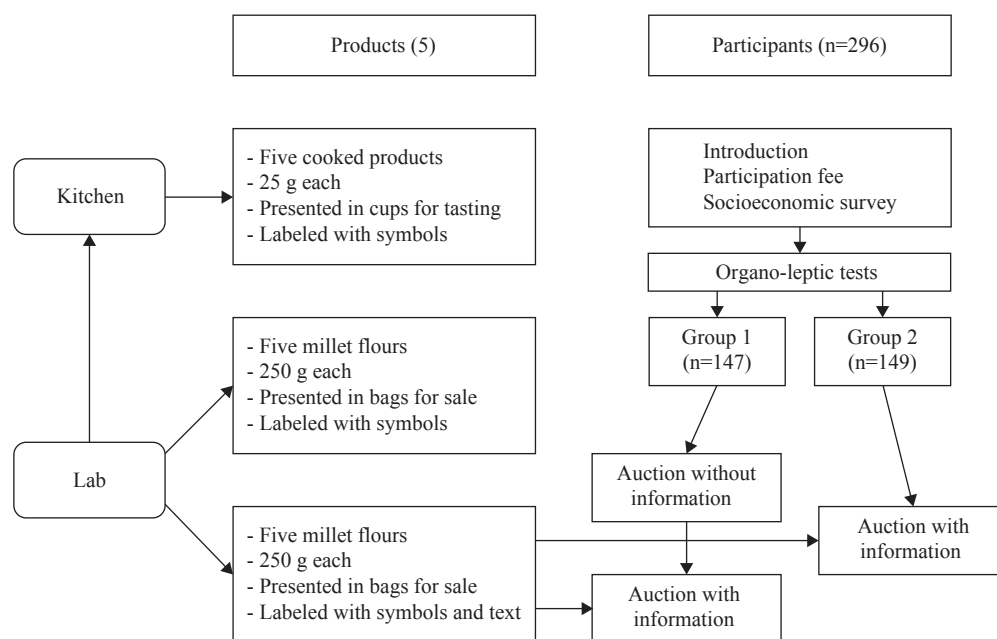 Products (5)
Participants (n=296)
Kitchen
- Five cooked products
- 25 g each
- Presented in cups for tasting
- Labeled with symbols
Introduction
Participation fee
Socioeconomic survey
Organo-leptic tests
- Five millet flours
- 250 g each
- Presented in bags for sale
- Labeled with symbols
Group 1
(n=147)
Group 2
(n=149)
Lab
Auction without
information
- Five millet flours
- 250 g each
- Presented in bags for sale
- Labeled with symbols and text
Auction with
information
Auction with
information